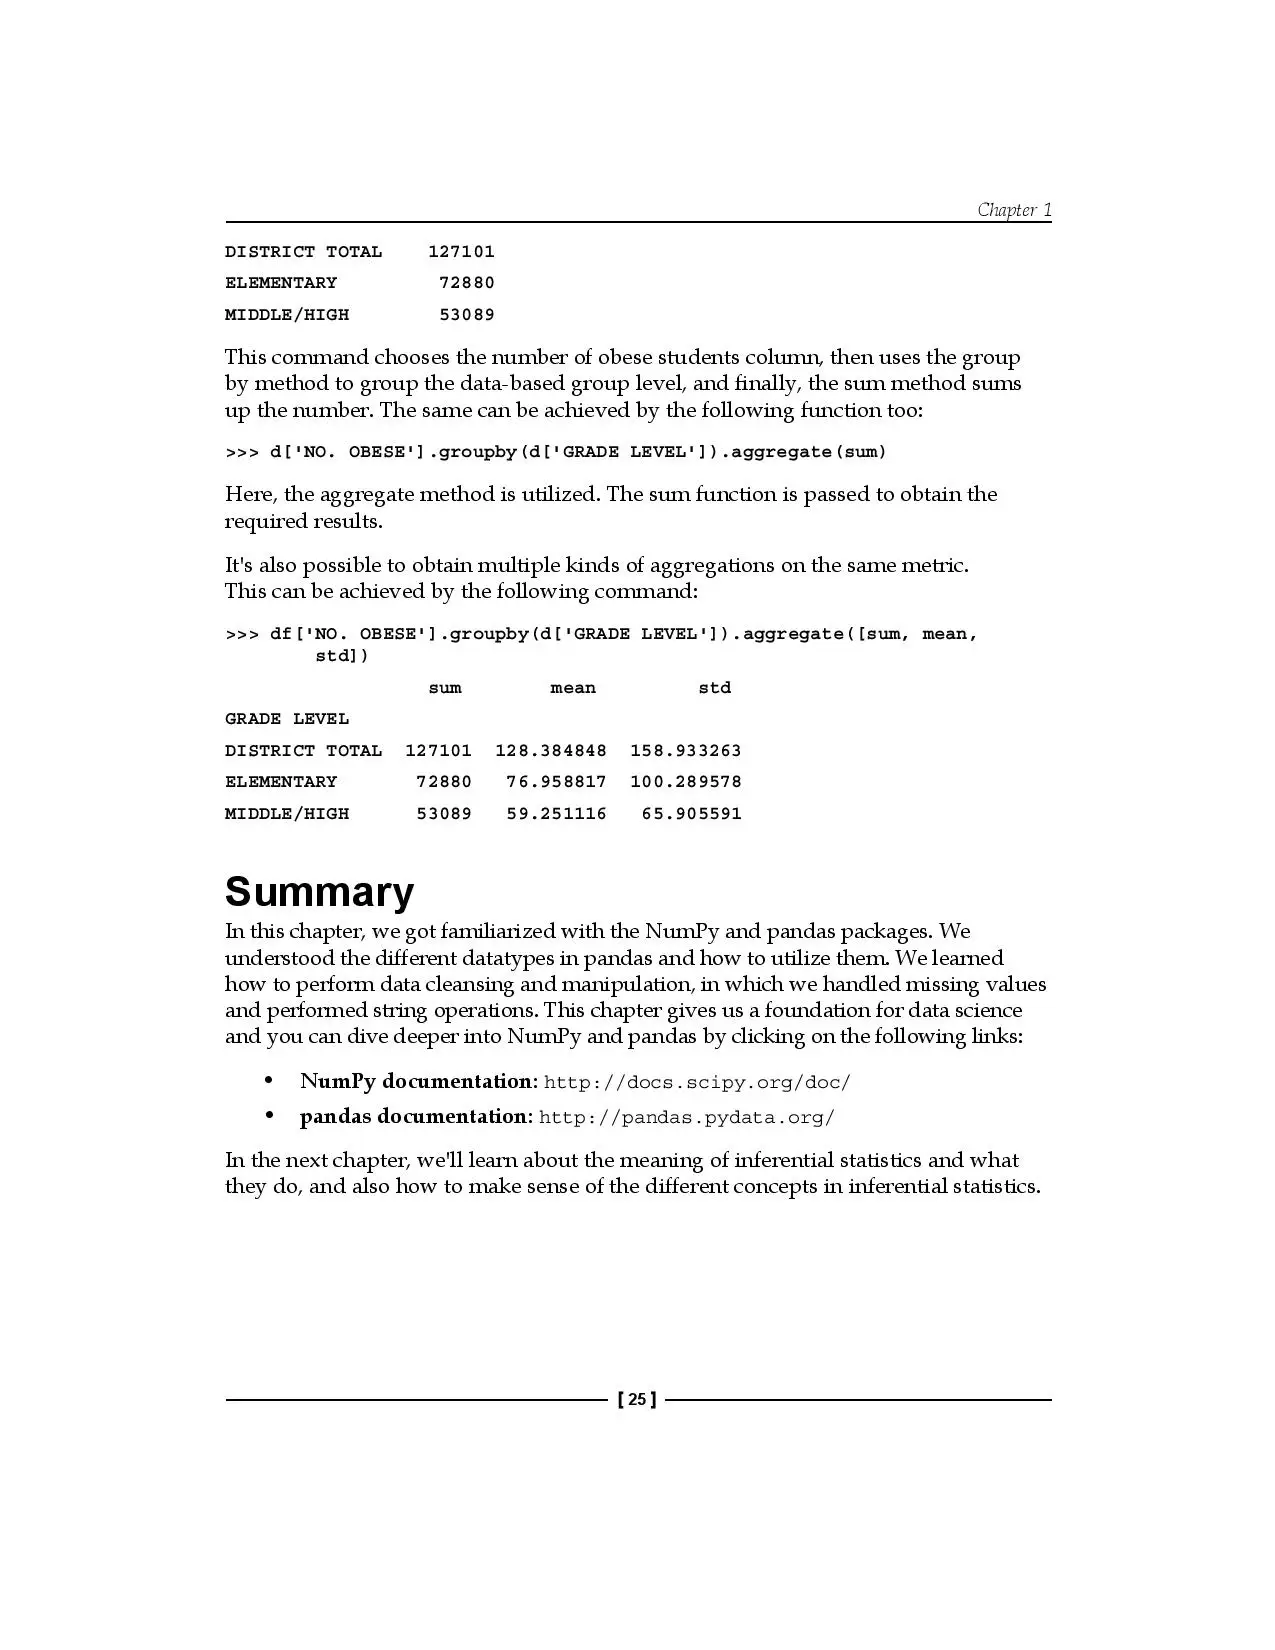 Chapter 1
DISTRICT TOTAL    127101
ELEMENTARY         72880
MIDDLE/HIGH        53089
This command chooses the number of obese students column, then uses the group
by method to group the data-based group level, and finally, the sum method sums
up the number. The same can be achieved by the following function too:
>>> d['NO. OBESE'].groupby(d['GRADE LEVEL']).aggregate(sum)
Here, the aggregate method is utilized. The sum function is passed to obtain the
required results.
It's also possible to obtain multiple kinds of aggregations on the same metric.
This can be achieved by the following command:
>>> df['NO. OBESE'].groupby(d['GRADE LEVEL']).aggregate([sum, mean,
        std])
                  sum        mean         std
GRADE LEVEL
DISTRICT TOTAL  127101  128.384848  158.933263
ELEMENTARY       72880   76.958817  100.289578
MIDDLE/HIGH      53089   59.251116   65.905591
Summary
In this chapter, we got familiarized with the NumPy and pandas packages. We
understood the different datatypes in pandas and how to utilize them. We learned
how to perform data cleansing and manipulation, in which we handled missing values
and performed string operations. This chapter gives us a foundation for data science
and you can dive deeper into NumPy and pandas by clicking on the following links:
• NumPy documentation: http://docs.scipy.org/doc/
• pandas documentation: http://pandas.pydata.org/
In the next chapter, we'll learn about the meaning of inferential statistics and what
they do, and also how to make sense of the different concepts in inferential statistics.
[ 25 ]